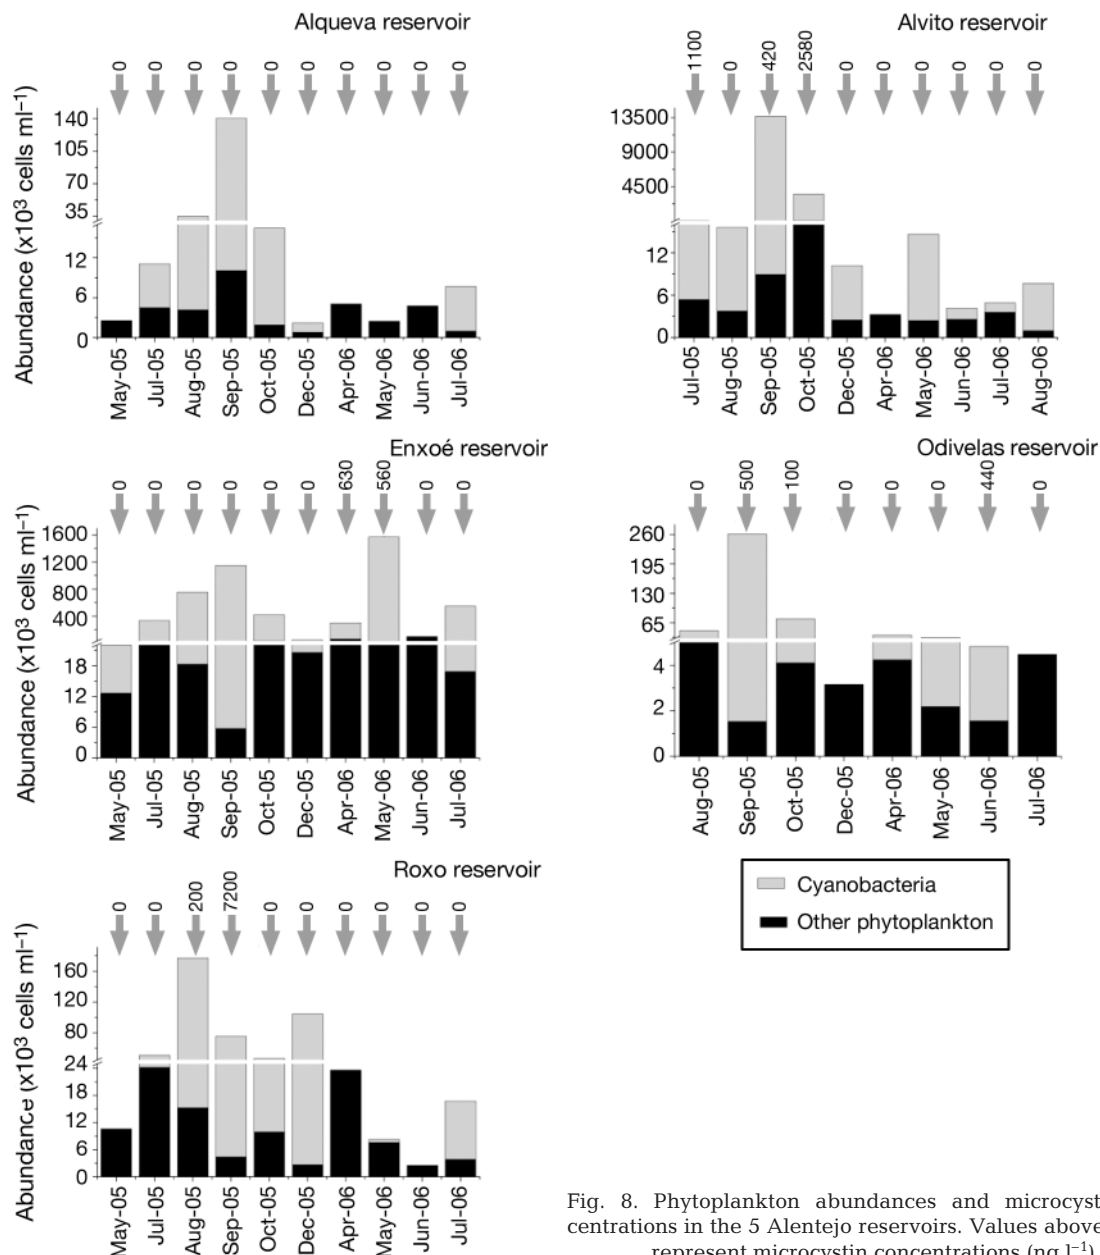 Alqueva reservoir
0 0 0 0 0 0 0 0 0 0
Abundance (x10³ cells ml⁻¹)
140
105
70
35
12
6
0
May-05 Jul-05 Aug-05 Sep-05 Oct-05 Dec-05 Apr-06 May-06 Jun-06 Jul-06
Alvito reservoir
1100 0 420 2580 0 0 0 0 0 0
13500
9000
4500
12
6
0
Jul-05 Aug-05 Sep-05 Oct-05 Dec-05 Apr-06 May-06 Jun-06 Jul-06 Aug-06
Enxoé reservoir
0 0 0 0 0 0 630 560 0 0
Abundance (x10³ cells ml⁻¹)
1600
1200
800
400
18
12
6
0
May-05 Jul-05 Aug-05 Sep-05 Oct-05 Dec-05 Apr-06 May-06 Jun-06 Jul-06
Odivelas reservoir
0 500 100 0 0 0 440 0
260
195
130
65
4
2
0
Aug-05 Sep-05 Oct-05 Dec-05 Apr-06 May-06 Jun-06 Jul-06
Cyanobacteria
Other phytoplankton
Roxo reservoir
0 0 200 7200 0 0 0 0 0 0
Abundance (x10³ cells ml⁻¹)
160
120
80
24
18
12
6
0
May-05 Jul-05 Aug-05 Sep-05 Oct-05 Dec-05 Apr-06 May-06 Jun-06 Jul-06
Fig. 8. Phytoplankton abundances and microcyst
centrations in the 5 Alentejo reservoirs. Values above
represent microcystin concentrations (ng l⁻¹)